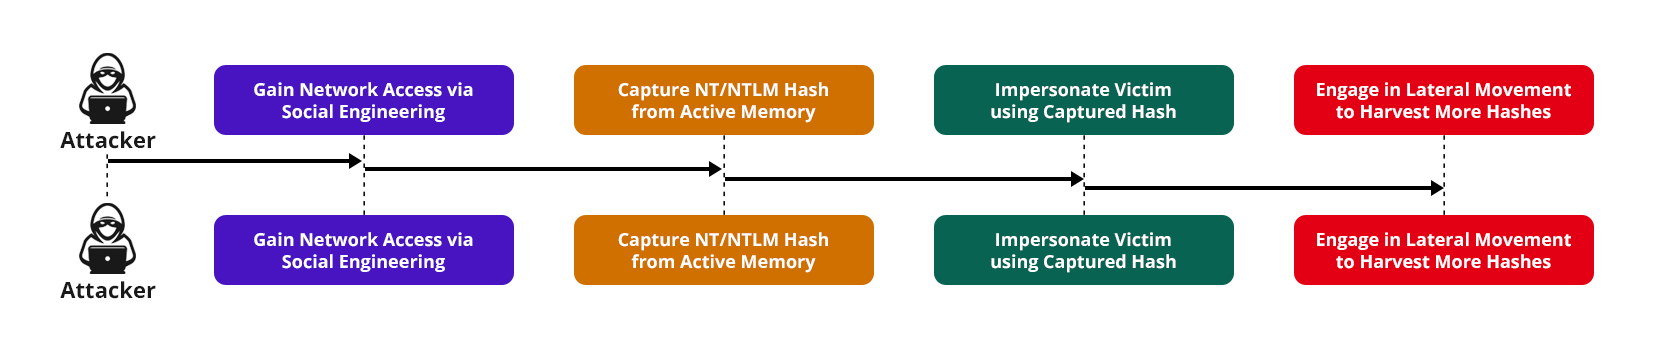 Gain Network Access via
Social Engineering
Capture NT/NTLM Hash
from Active Memory
Impersonate Victim
using Captured Hash
Engage in Lateral Movement
to Harvest More Hashes
Attacker
Gain Network Access via
Social Engineering
Capture NT/NTLM Hash
from Active Memory
Impersonate Victim
using Captured Hash
Engage in Lateral Movement
to Harvest More Hashes
Attacker